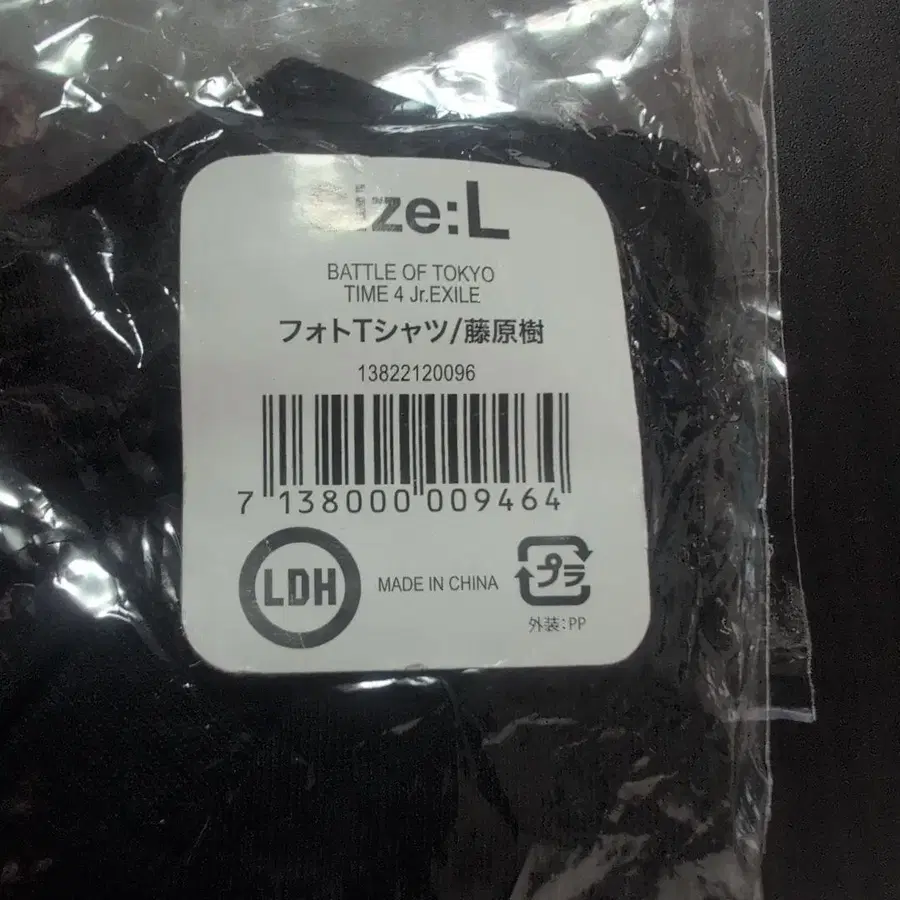 Size:L
BATTLE OF TOKYO
TIME 4 Jr.EXILE
フォトTシャツ/藤原樹
13822120096
7 138000 009464
LDH
MADE IN CHINA
プラ
外装:PP